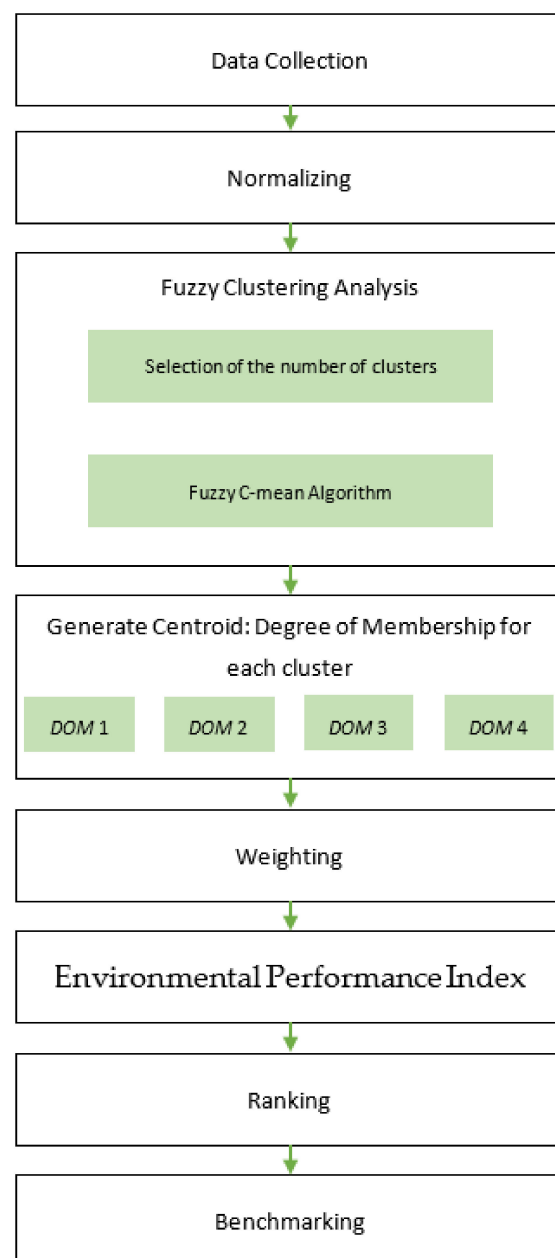 Data Collection
Normalizing
Fuzzy Clustering Analysis
Selection of the number of clusters
Fuzzy C-mean Algorithm
Generate Centroid: Degree of Membership for
each cluster
DOM 1 DOM 2 DOM 3 DOM 4
Weighting
Environmental Performance Index
Ranking
Benchmarking